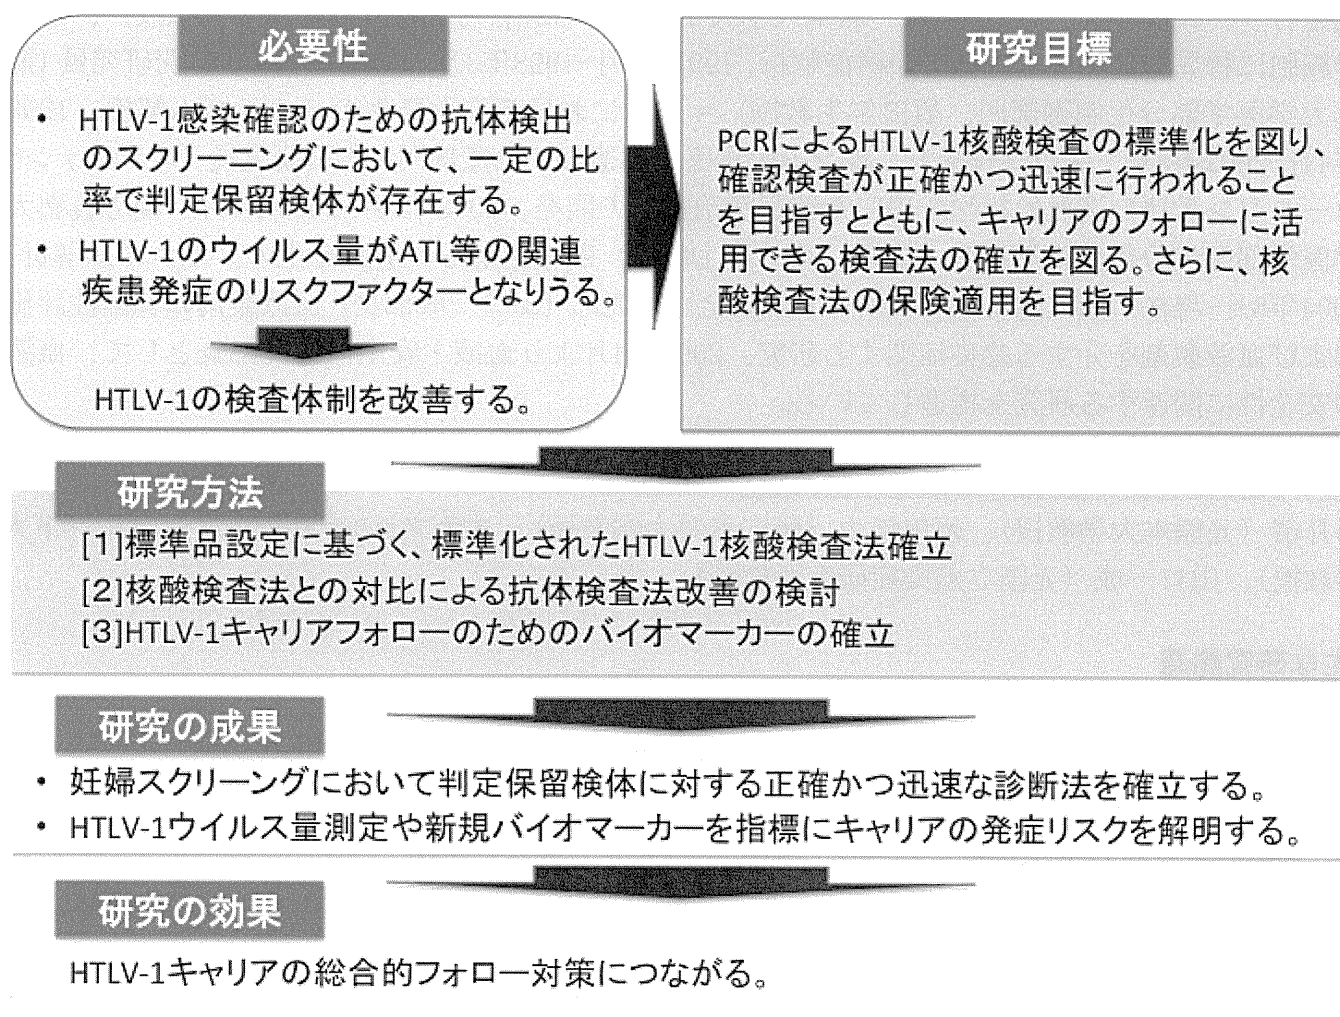 必要性
• HTLV-1感染確認のための抗体検出
のスクリーニングにおいて、一定の比
率で判定保留検体が存在する。
• HTLV-1のウイルス量がATL等の関連
疾患発症のリスクファクターとなりうる。
HTLV-1の検査体制を改善する。
研究目標
PCRによるHTLV-1核酸検査の標準化を図り、
確認検査が正確かつ迅速に行われること
を目指すとともに、キャリアのフォローに活
用できる検査法の確立を図る。さらに、核
酸検査法の保険適用を目指す。
研究方法
[1]標準品設定に基づく、標準化されたHTLV-1核酸検査法確立
[2]核酸検査法との対比による抗体検査法改善の検討
[3]HTLV-1キャリアフォローのためのバイオマーカーの確立
研究の成果
• 妊婦スクリーングにおいて判定保留検体に対する正確かつ迅速な診断法を確立する。
• HTLV-1ウイルス量測定や新規バイオマーカーを指標にキャリアの発症リスクを解明する。
研究の効果
HTLV-1キャリアの総合的フォロー対策につながる。